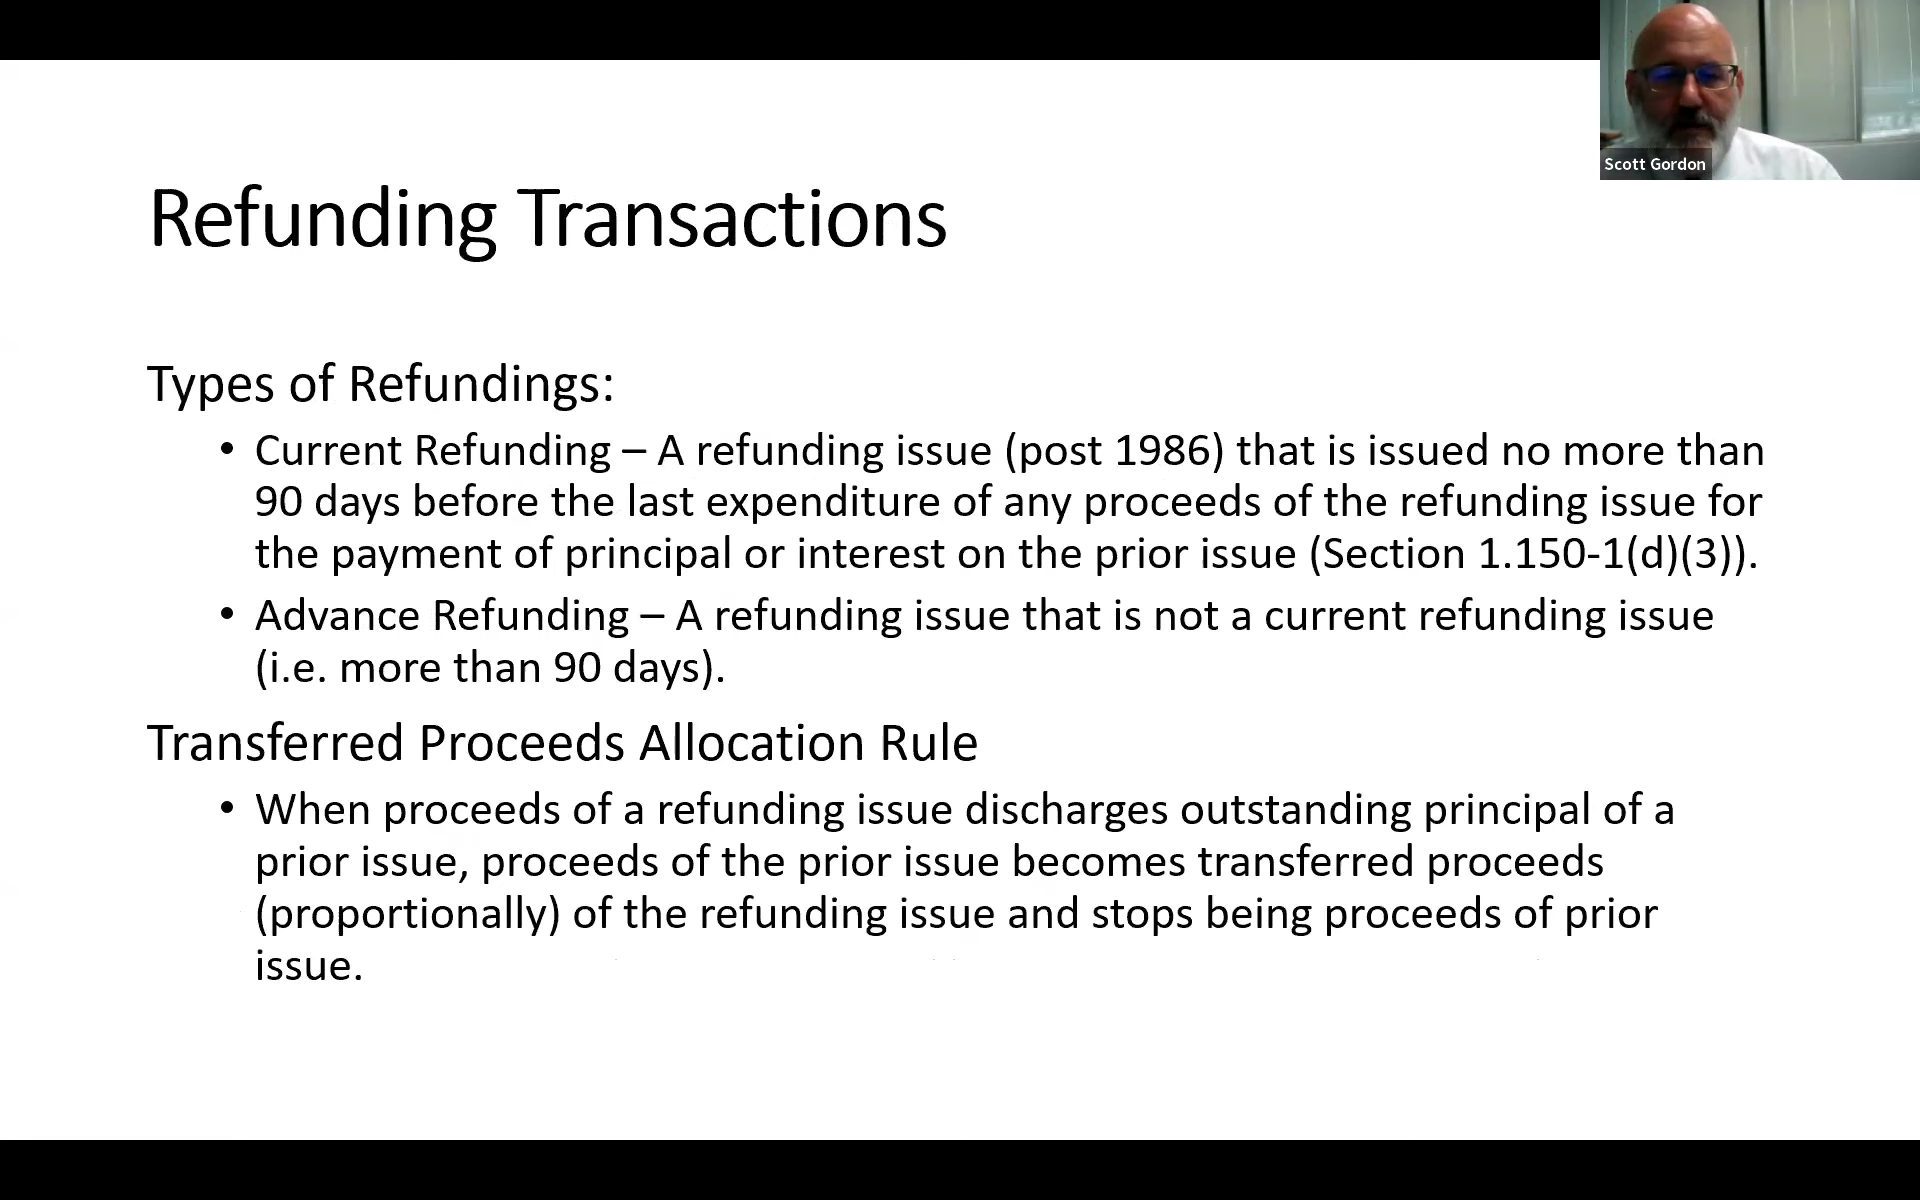 Scott Gordon
Refunding Transactions
Types of Refundings:
• Current Refunding – A refunding issue (post 1986) that is issued no more than
90 days before the last expenditure of any proceeds of the refunding issue for
the payment of principal or interest on the prior issue (Section 1.150-1(d)(3)).
• Advance Refunding – A refunding issue that is not a current refunding issue
(i.e. more than 90 days).
Transferred Proceeds Allocation Rule
• When proceeds of a refunding issue discharges outstanding principal of a
prior issue, proceeds of the prior issue becomes transferred proceeds
(proportionally) of the refunding issue and stops being proceeds of prior
issue.